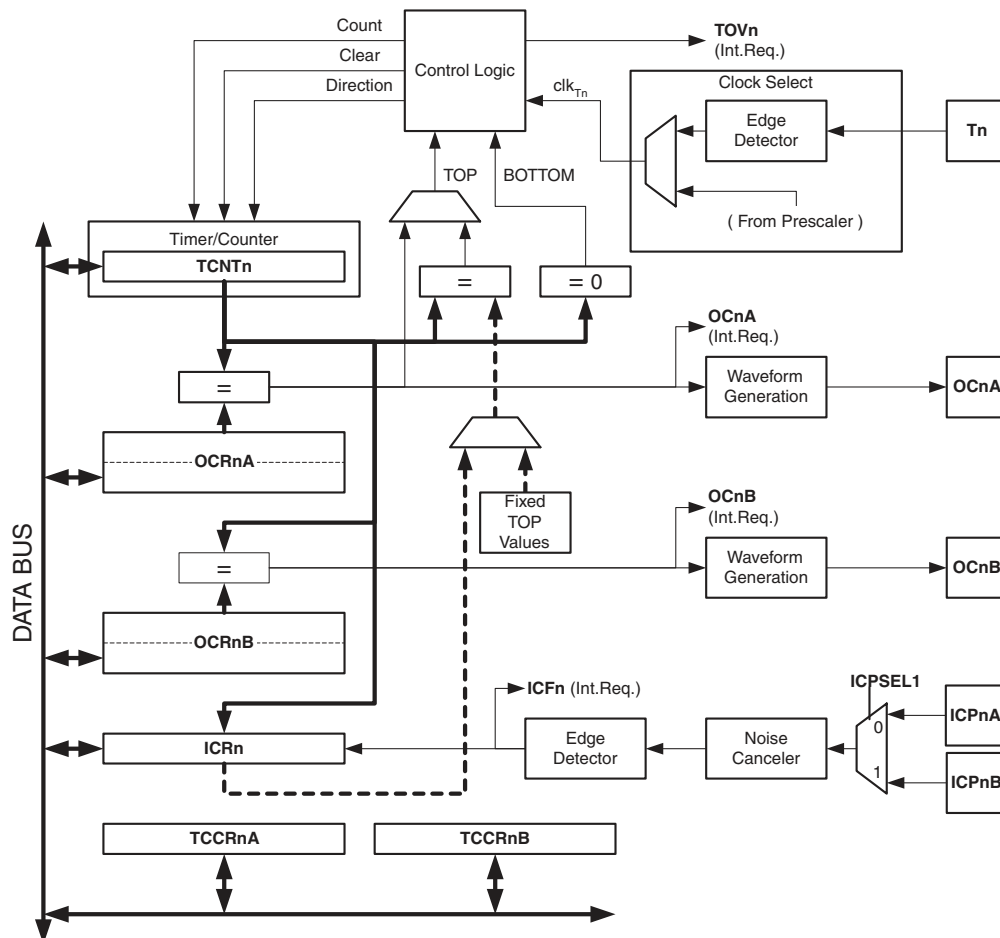 Count
Clear
Direction
Control Logic
TOVn
(Int.Req.)
clkTn
Clock Select
Edge
Detector
Tn
( From Prescaler )
TOP
BOTTOM
Timer/Counter
TCNTn
=
= 0
OCnA
(Int.Req.)
=
Waveform
Generation
OCnA
OCRnA
Fixed
TOP
Values
OCnB
(Int.Req.)
=
Waveform
Generation
OCnB
OCRnB
DATA BUS
ICFn (Int.Req.)
ICPSEL1
ICPnA
0
ICRn
Edge
Detector
Noise
Canceler
1
ICPnB
TCCRnA
TCCRnB